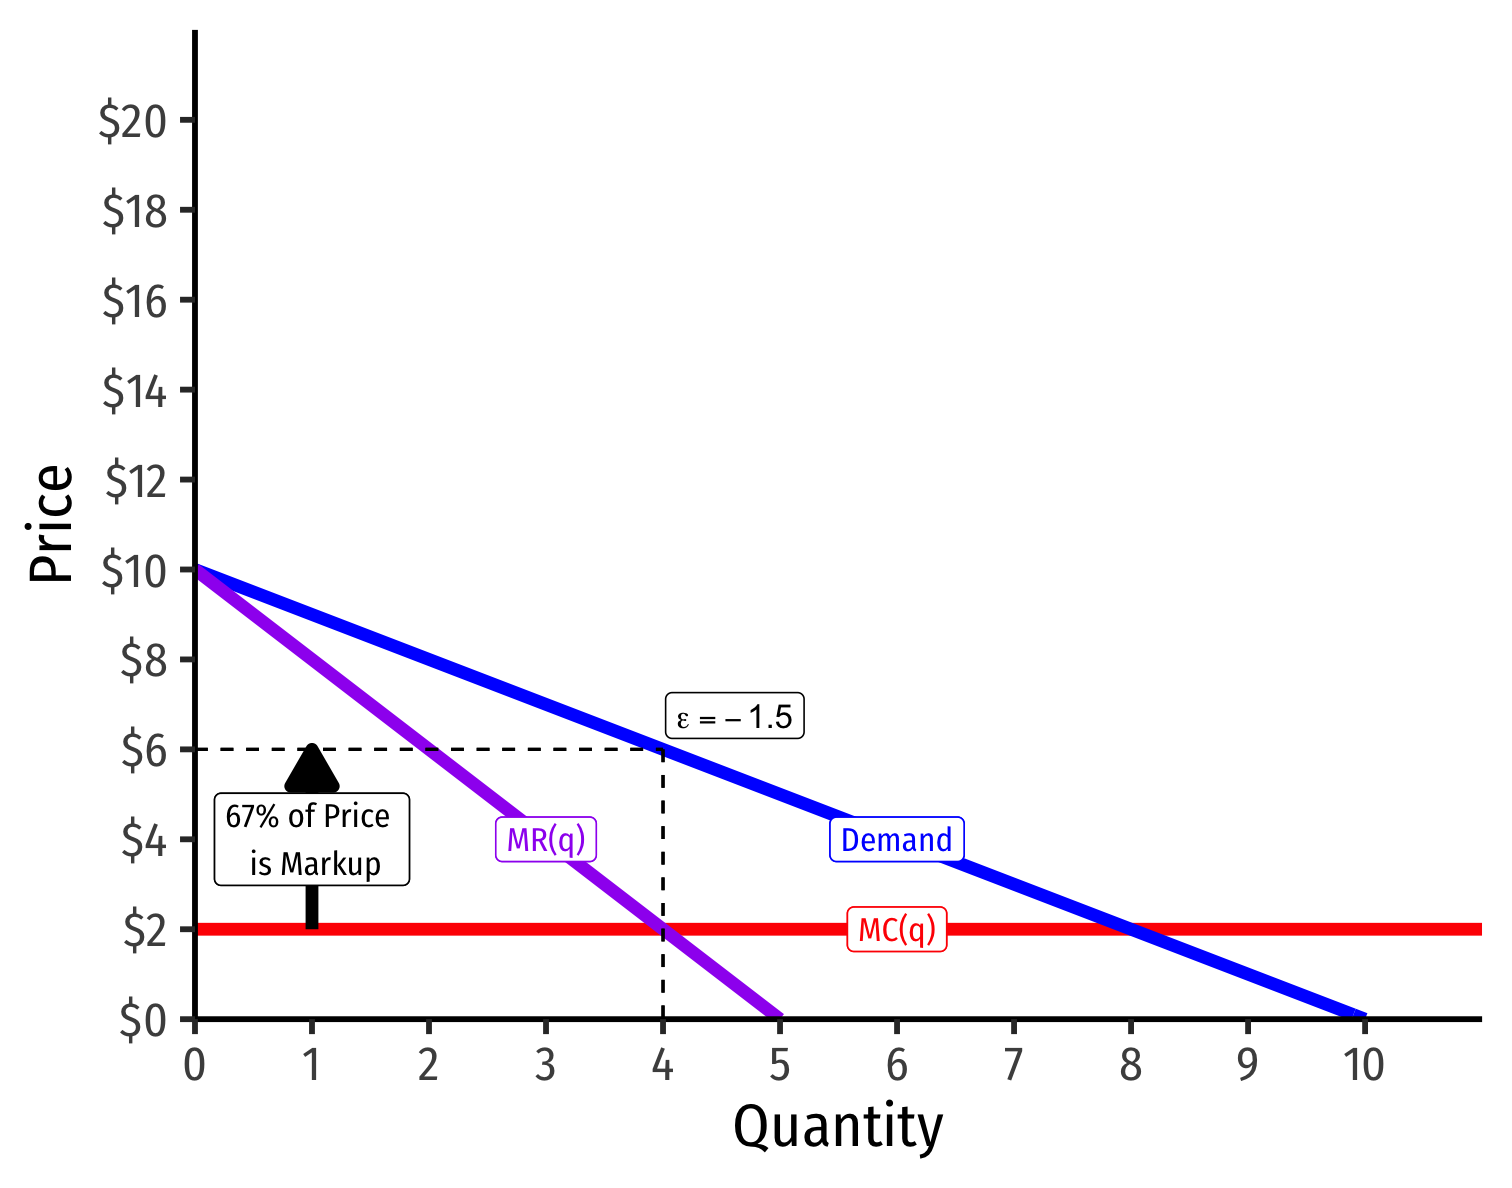 $20
$18
$16
$14
$12
$10
$8
$6
$4
$2
$0
Price
ε = – 1.5
67% of Price
is Markup
MR(q)
Demand
MC(q)
0 1 2 3 4 5 6 7 8 9 10
Quantity